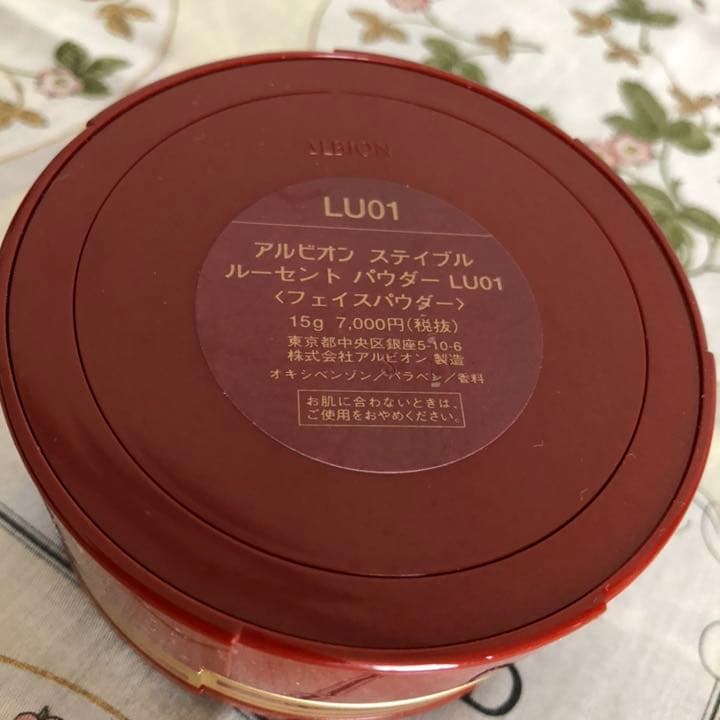 ALBION
LU01
アルビオン ステイブル
ルーセント パウダー LU01
〈フェイスパウダー〉
15g 7,000円(税抜)
東京都中央区銀座5-10-6
株式会社アルビオン 製造
オキシベンゾン／パラベン／香料
お肌に合わないときは、
ご使用をおやめください。